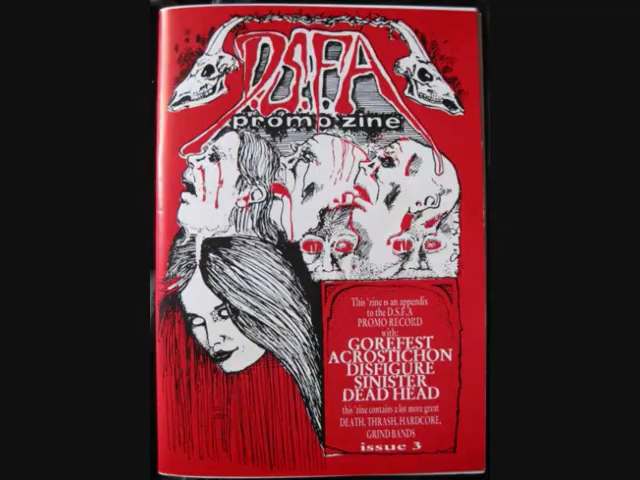 D.S.F.A
promo zine
This 'zine is an appendix
to the D.S.F.A
PROMO RECORD
with:
GOREFEST
ACROSTICHON
DISFIGURE
SINISTER
DEAD HEAD
this 'zine contains a lot more great
DEATH, THRASH, HARDCORE,
GRIND BANDS
issue 3